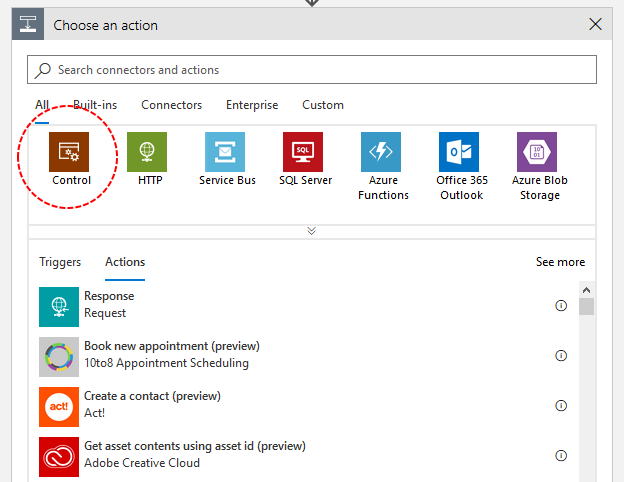 Choose an action
Search connectors and actions
All Built-ins Connectors Enterprise Custom
Control HTTP Service Bus SQL Server Azure Functions Office 365 Outlook Azure Blob Storage
SQL
10
01
Triggers Actions See more
Response
Request
Book new appointment (preview)
10to8 Appointment Scheduling
act!
Create a contact (preview)
Act!
Get asset contents using asset id (preview)
Adobe Creative Cloud